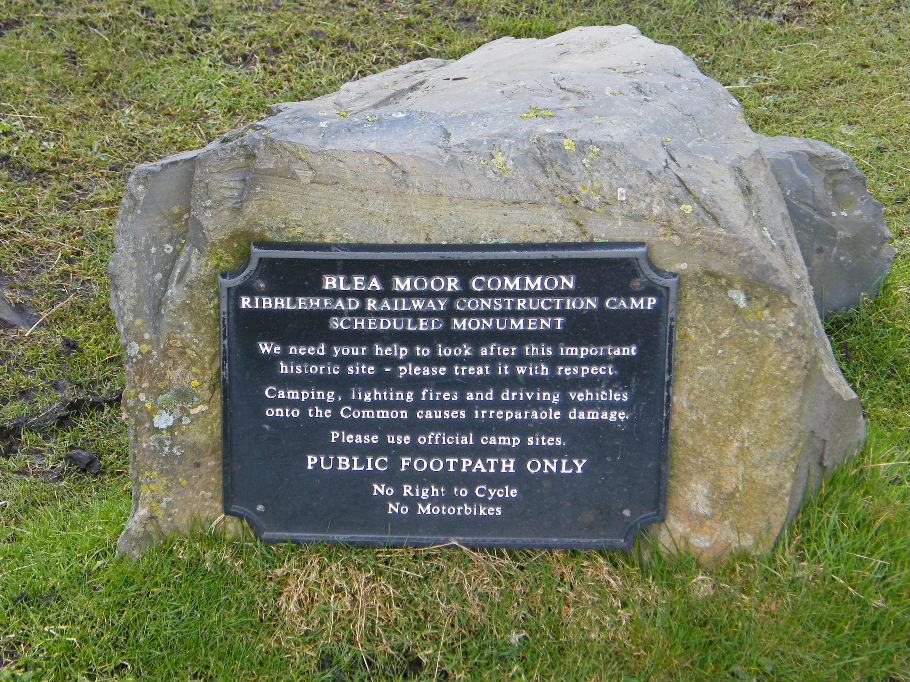 BLEA MOOR COMMON
RIBBLEHEAD RAILWAY CONSTRUCTION CAMP
SCHEDULED MONUMENT
We need your help to look after this important
historic site - please treat it with respect.
Camping, lighting fires and driving vehicles
onto the Common causes irreparable damage.
Please use official camp sites.
PUBLIC FOOTPATH ONLY
No Right to Cycle
No Motorbikes